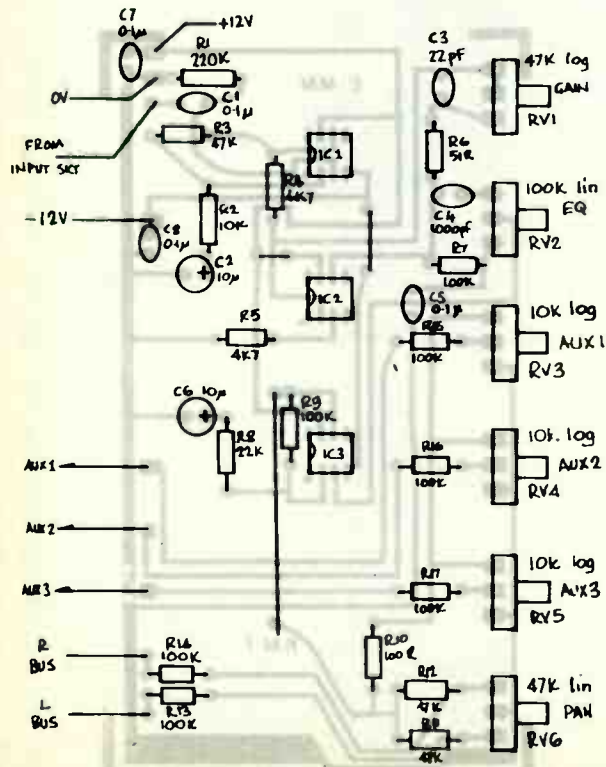 C7
0·1µ
+12V
R1
220K
0V
C1
0·1µ
FROM
INPUT SKT
R3
47K
MM-3
IC1
R4
4K7
-12V
C8
0·1µ
R2
10K
C2
10µ
IC2
R5
4K7
C6 10µ
R8
22K
R9
100K
IC3
AUX1
AUX2
AUX3
R
BUS
R14
100K
L
BUS
R13
100K
C3
22pF
47K log
GAIN
RV1
R6
51R
C4
1000pF
100K lin
EQ
RV2
R7
100K
C5
0·1µ
R15
100K
10K log
AUX1
RV3
10K log
AUX2
RV4
R16
100K
10K log
AUX3
RV5
R17
100K
R10
100R
R12
47K
R11
47K
47K lin
PAN
RV6